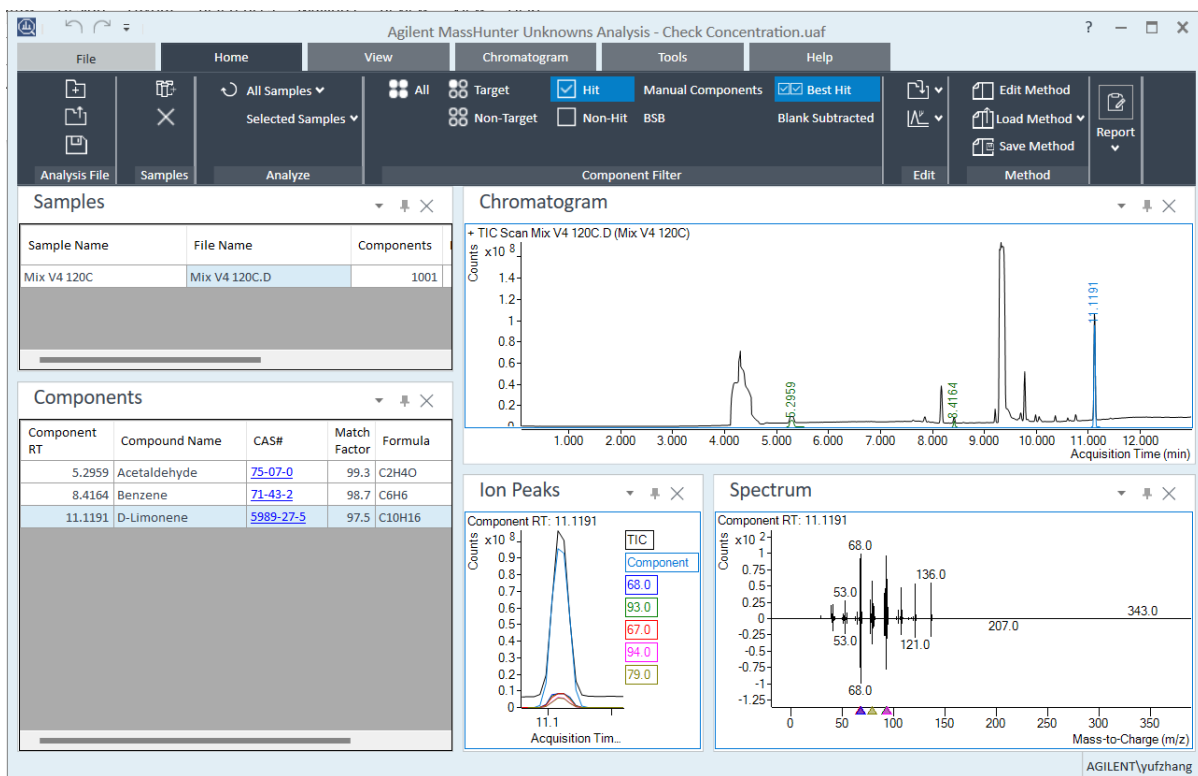 Agilent MassHunter Unknowns Analysis - Check Concentration.uaf
?
File Home View Chromatogram Tools Help
All Samples All Target Hit Manual Components Best Hit Edit Method
Selected Samples Non-Target Non-Hit BSB Blank Subtracted Load Method
Save Method
Report
Analysis File Samples Analyze Component Filter Edit Method
Samples
Sample Name File Name Components
Mix V4 120C Mix V4 120C.D 1001
Chromatogram
+ TIC Scan Mix V4 120C.D (Mix V4 120C)
Counts
x10 8
1.4
1.2
1
0.8
0.6
0.4
0.2
0
5.2959
8.4164
11.1191
1.000 2.000 3.000 4.000 5.000 6.000 7.000 8.000 9.000 10.000 11.000 12.000
Acquisition Time (min)
Components
Component RT Compound Name CAS# Match Factor Formula
5.2959 Acetaldehyde 75-07-0 99.3 C2H4O
8.4164 Benzene 71-43-2 98.7 C6H6
11.1191 D-Limonene 5989-27-5 97.5 C10H16
Ion Peaks
Component RT: 11.1191
Counts
x10 8
0.9
0.8
0.7
0.6
0.5
0.4
0.3
0.2
0.1
0
TIC
Component
68.0
93.0
67.0
94.0
79.0
11.1
Acquisition Tim...
Spectrum
Component RT: 11.1191
Counts
x10 2
1
0.75
0.5
0.25
0
-0.25
-0.5
-0.75
-1
-1.25
68.0
136.0
53.0
343.0
207.0
53.0
121.0
68.0
0 50 100 150 200 250 300 350
Mass-to-Charge (m/z)
AGILENT\yufzhang